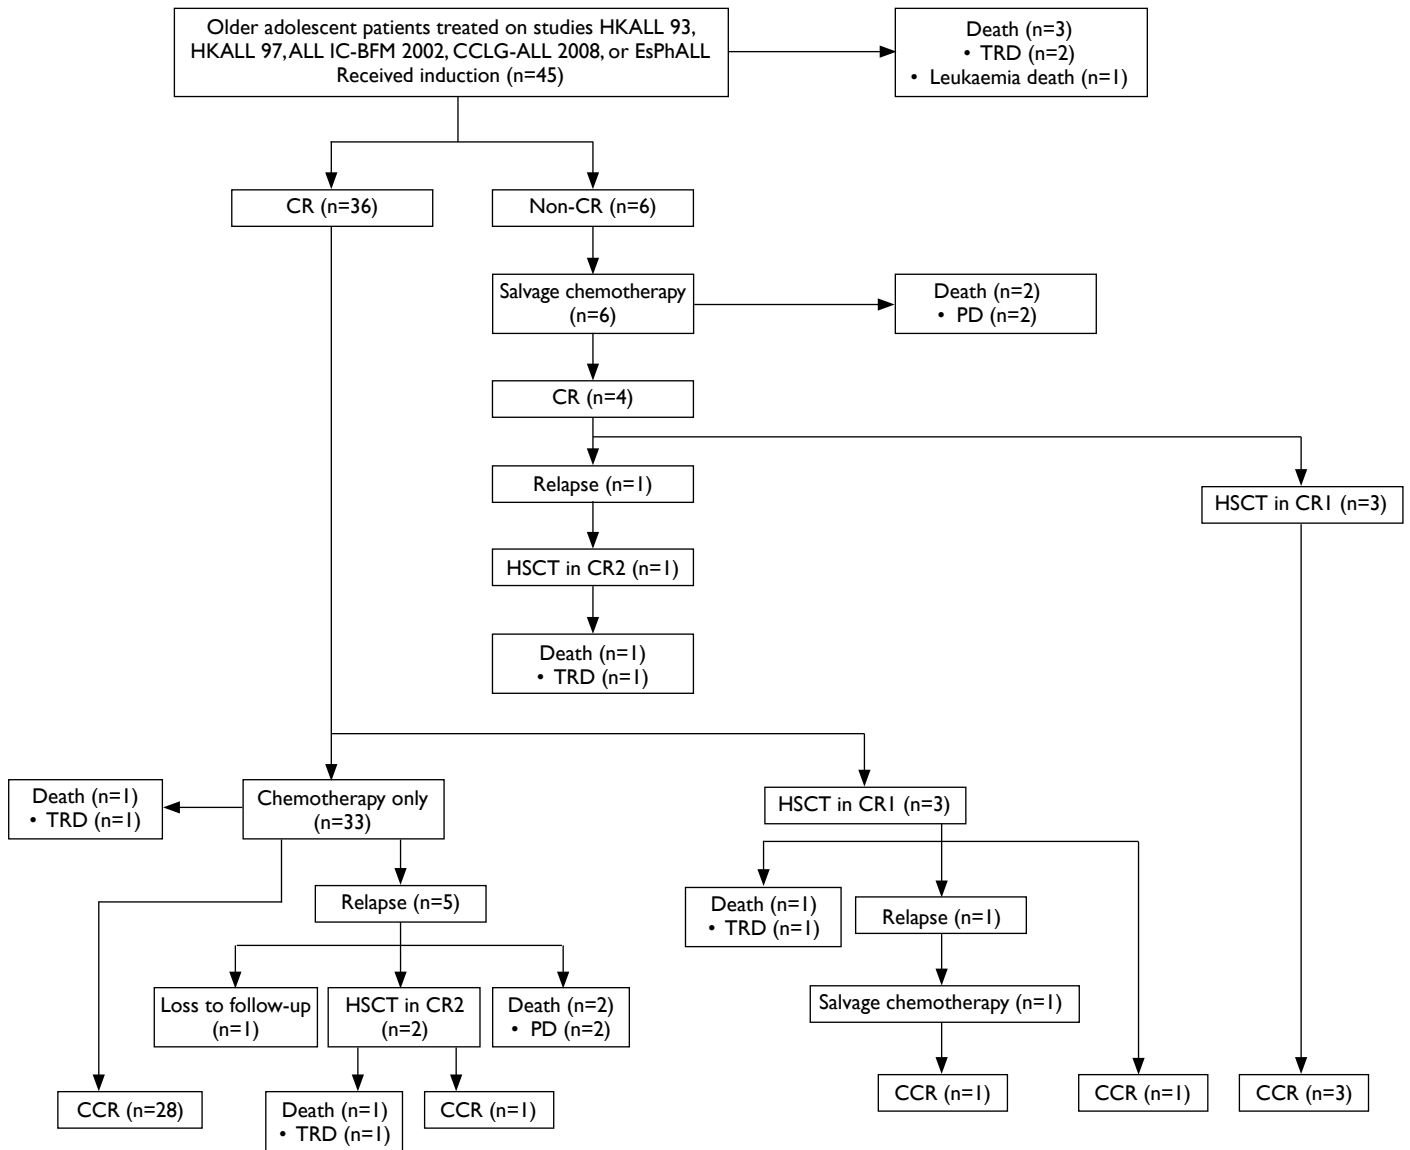 Older adolescent patients treated on studies HKALL 93,
HKALL 97, ALL IC-BFM 2002, CCLG-ALL 2008, or EsPhALL
Received induction (n=45)
Death (n=3)
• TRD (n=2)
• Leukaemia death (n=1)
CR (n=36)
Non-CR (n=6)
Salvage chemotherapy
(n=6)
Death (n=2)
• PD (n=2)
CR (n=4)
Relapse (n=1)
HSCT in CR1 (n=3)
HSCT in CR2 (n=1)
Death (n=1)
• TRD (n=1)
Death (n=1)
• TRD (n=1)
Chemotherapy only
(n=33)
HSCT in CR1 (n=3)
Relapse (n=5)
Death (n=1)
• TRD (n=1)
Relapse (n=1)
Loss to follow-up
(n=1)
HSCT in CR2
(n=2)
Death (n=2)
• PD (n=2)
Salvage chemotherapy (n=1)
CCR (n=28)
Death (n=1)
• TRD (n=1)
CCR (n=1)
CCR (n=1)
CCR (n=1)
CCR (n=3)